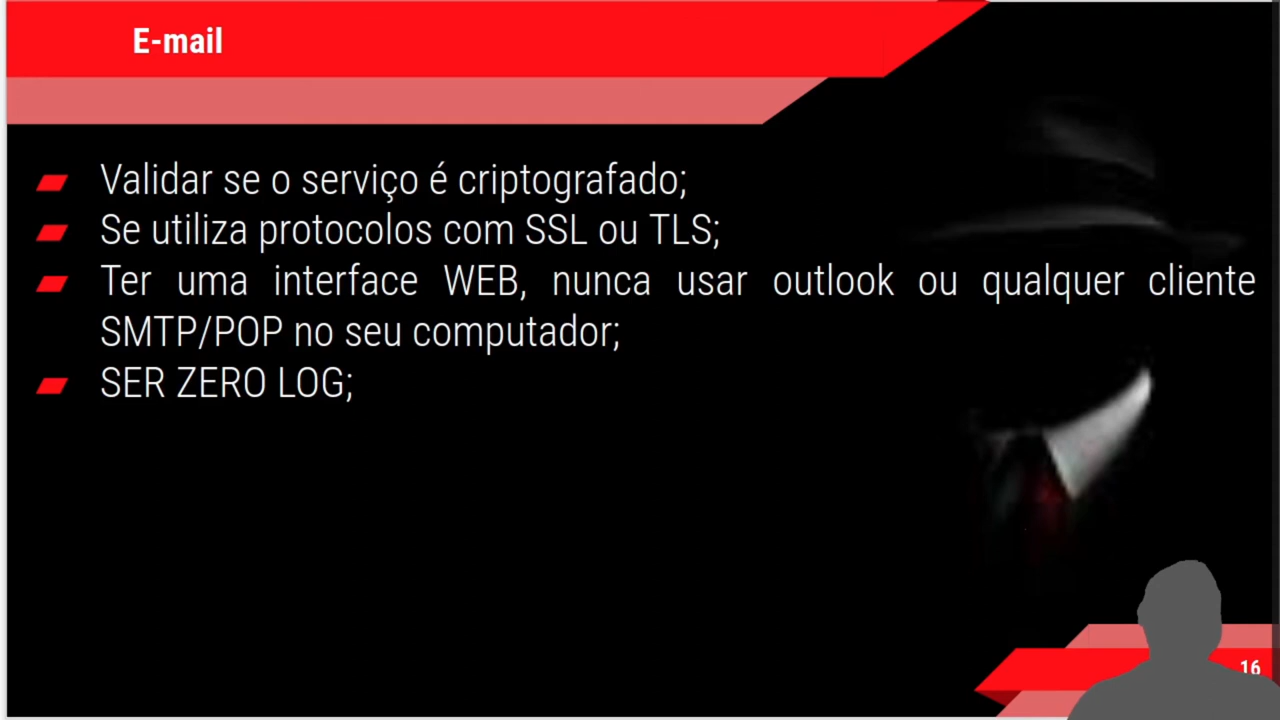 E-mail
Validar se o serviço é criptografado;
Se utiliza protocolos com SSL ou TLS;
Ter uma interface WEB, nunca usar outlook ou qualquer cliente
SMTP/POP no seu computador;
SER ZERO LOG;
16